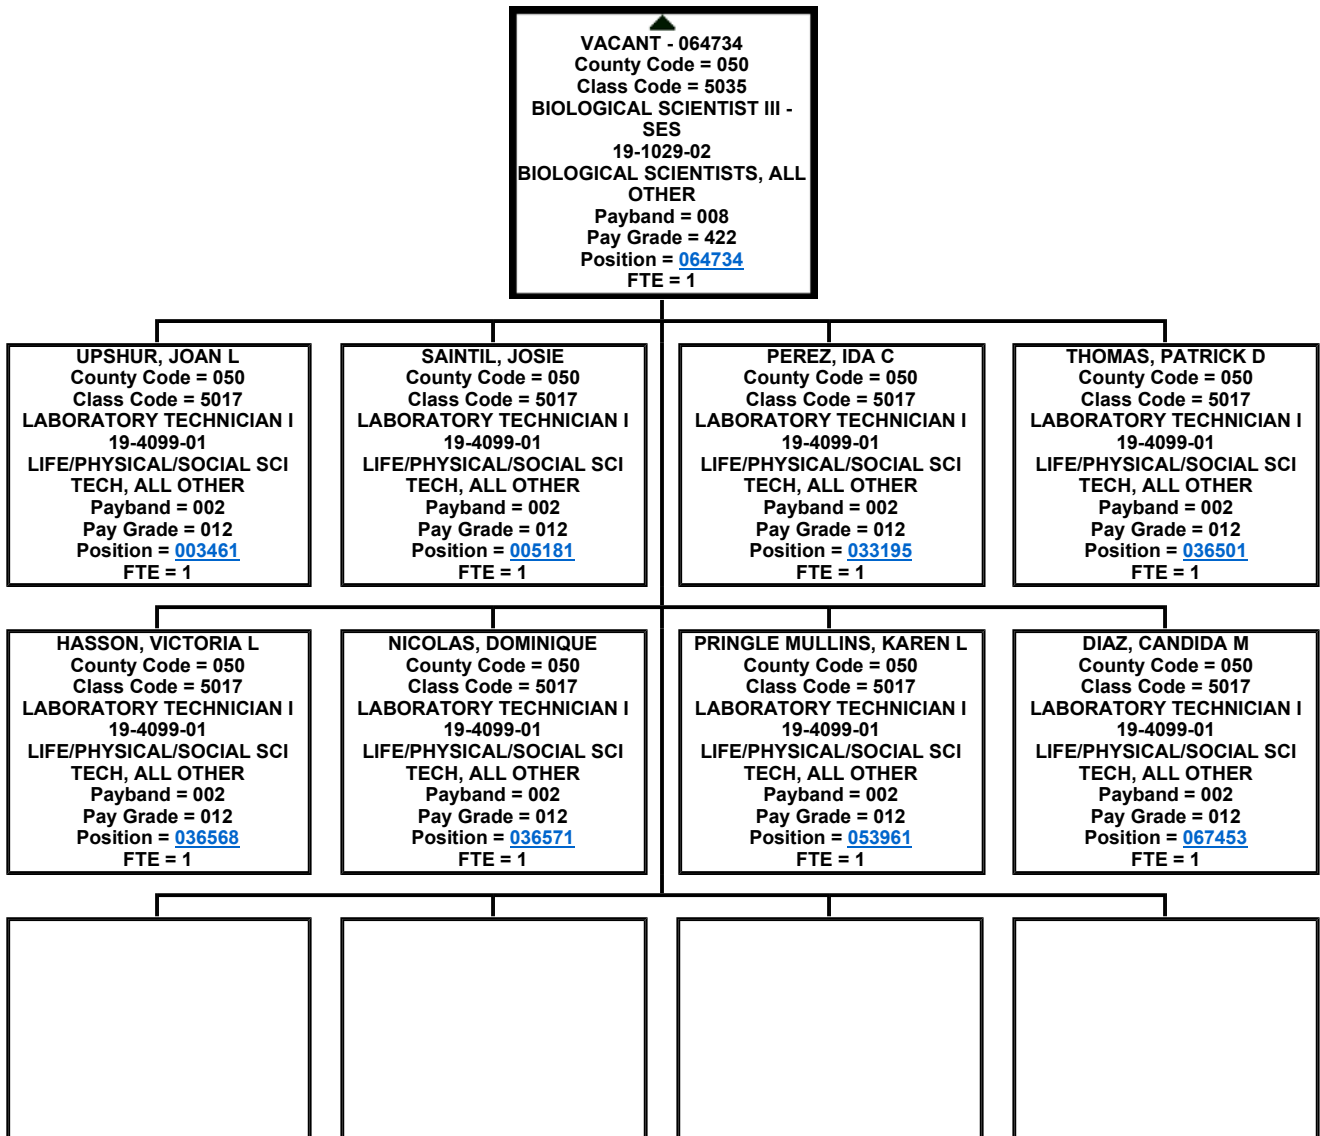 VACANT - 064734
County Code = 050
Class Code = 5035
BIOLOGICAL SCIENTIST III -
SES
19-1029-02
BIOLOGICAL SCIENTISTS, ALL
OTHER
Payband = 008
Pay Grade = 422
Position = 064734
FTE = 1
UPSHUR, JOAN L
County Code = 050
Class Code = 5017
LABORATORY TECHNICIAN I
19-4099-01
LIFE/PHYSICAL/SOCIAL SCI
TECH, ALL OTHER
Payband = 002
Pay Grade = 012
Position = 003461
FTE = 1
SAINTIL, JOSIE
County Code = 050
Class Code = 5017
LABORATORY TECHNICIAN I
19-4099-01
LIFE/PHYSICAL/SOCIAL SCI
TECH, ALL OTHER
Payband = 002
Pay Grade = 012
Position = 005181
FTE = 1
PEREZ, IDA C
County Code = 050
Class Code = 5017
LABORATORY TECHNICIAN I
19-4099-01
LIFE/PHYSICAL/SOCIAL SCI
TECH, ALL OTHER
Payband = 002
Pay Grade = 012
Position = 033195
FTE = 1
THOMAS, PATRICK D
County Code = 050
Class Code = 5017
LABORATORY TECHNICIAN I
19-4099-01
LIFE/PHYSICAL/SOCIAL SCI
TECH, ALL OTHER
Payband = 002
Pay Grade = 012
Position = 036501
FTE = 1
HASSON, VICTORIA L
County Code = 050
Class Code = 5017
LABORATORY TECHNICIAN I
19-4099-01
LIFE/PHYSICAL/SOCIAL SCI
TECH, ALL OTHER
Payband = 002
Pay Grade = 012
Position = 036568
FTE = 1
NICOLAS, DOMINIQUE
County Code = 050
Class Code = 5017
LABORATORY TECHNICIAN I
19-4099-01
LIFE/PHYSICAL/SOCIAL SCI
TECH, ALL OTHER
Payband = 002
Pay Grade = 012
Position = 036571
FTE = 1
PRINGLE MULLINS, KAREN L
County Code = 050
Class Code = 5017
LABORATORY TECHNICIAN I
19-4099-01
LIFE/PHYSICAL/SOCIAL SCI
TECH, ALL OTHER
Payband = 002
Pay Grade = 012
Position = 053961
FTE = 1
DIAZ, CANDIDA M
County Code = 050
Class Code = 5017
LABORATORY TECHNICIAN I
19-4099-01
LIFE/PHYSICAL/SOCIAL SCI
TECH, ALL OTHER
Payband = 002
Pay Grade = 012
Position = 067453
FTE = 1